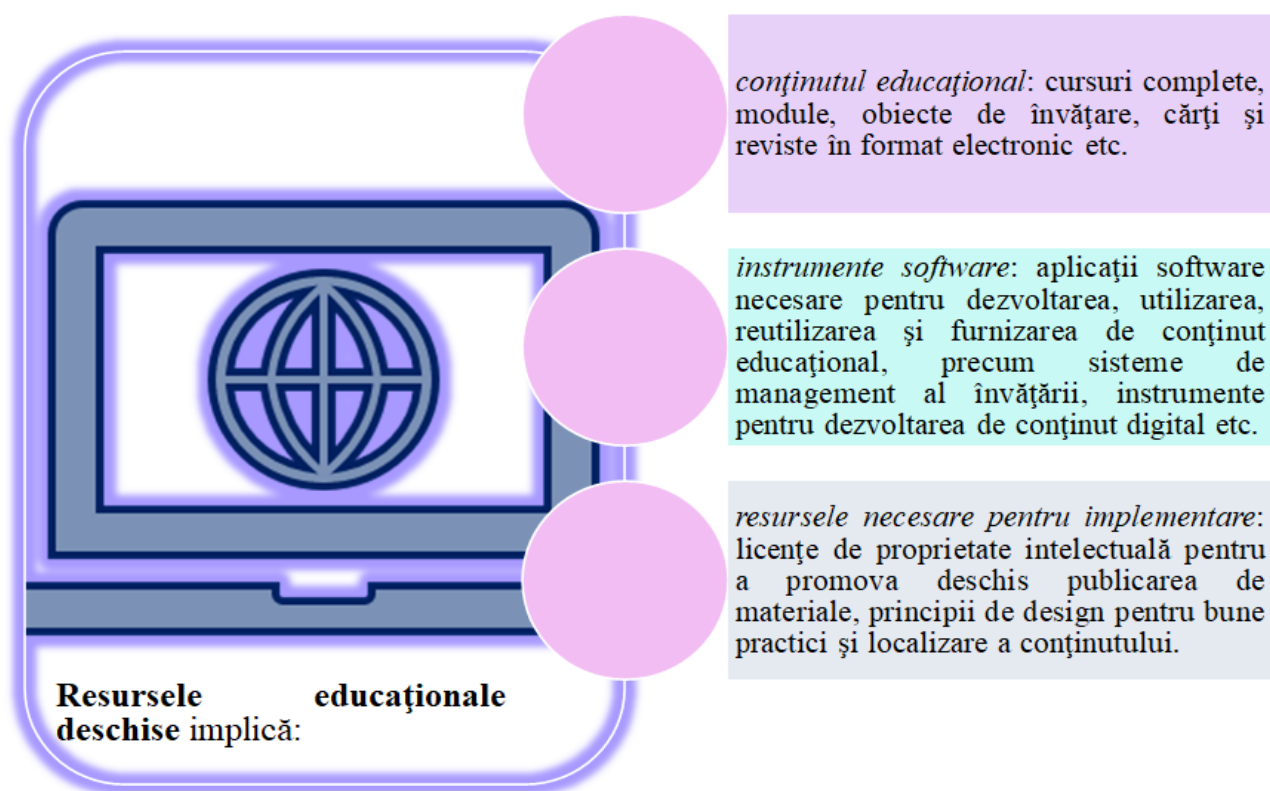 conţinutul educaţional: cursuri complete,
module, obiecte de învăţare, cărţi şi
reviste în format electronic etc.
instrumente software: aplicaţii software
necesare pentru dezvoltarea, utilizarea,
reutilizarea şi furnizarea de conţinut
educaţional, precum sisteme de
management al învăţării, instrumente
pentru dezvoltarea de conţinut digital etc.
resursele necesare pentru implementare:
licenţe de proprietate intelectuală pentru
a promova deschis publicarea de
materiale, principii de design pentru bune
practici şi localizare a conţinutului.
Resursele educaţionale
deschise implică: